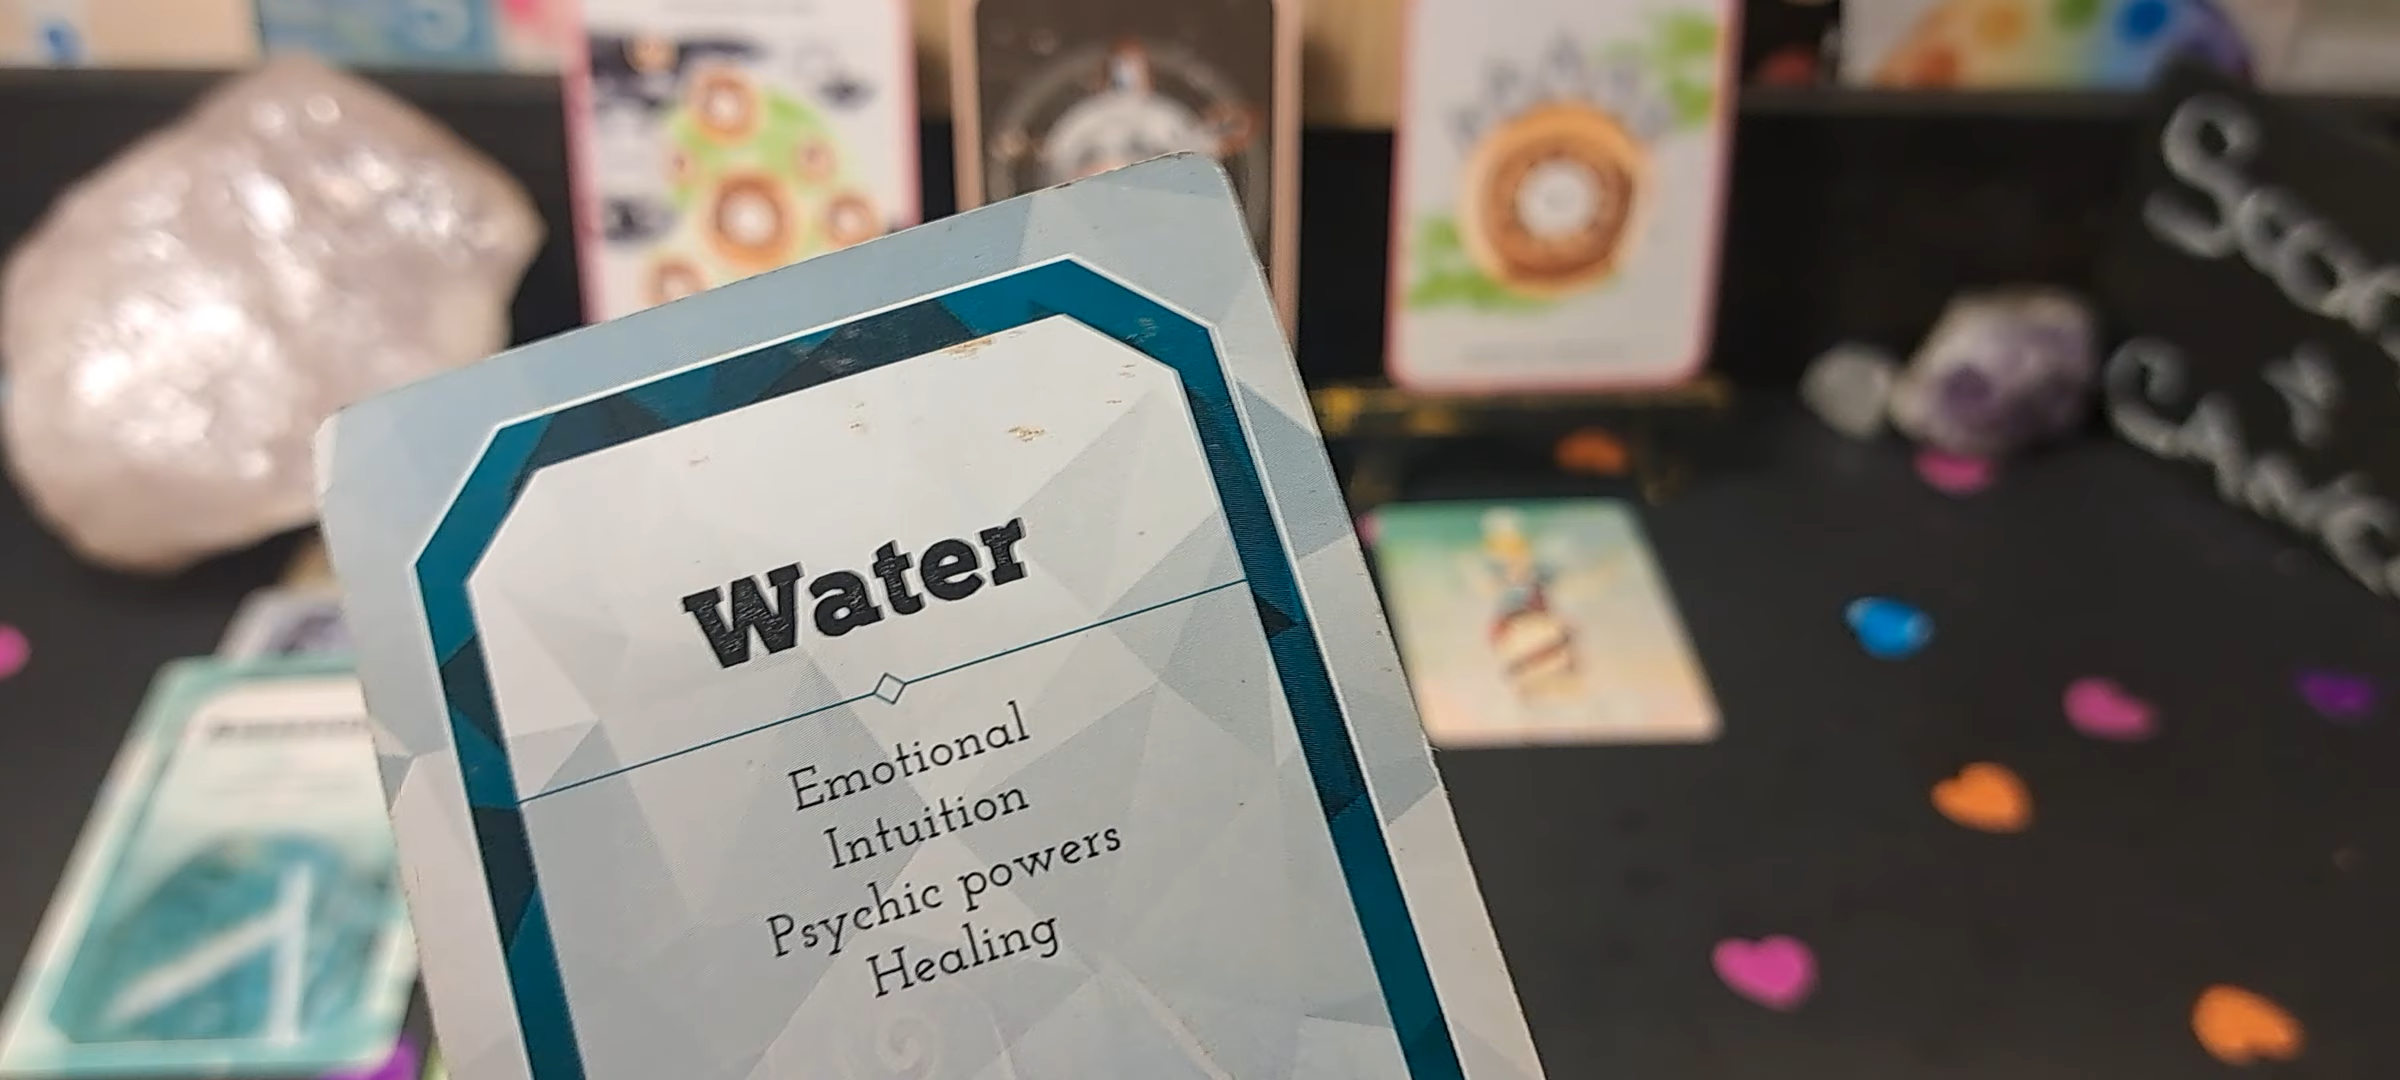 Water
Emotional
Intuition
Psychic powers
Healing